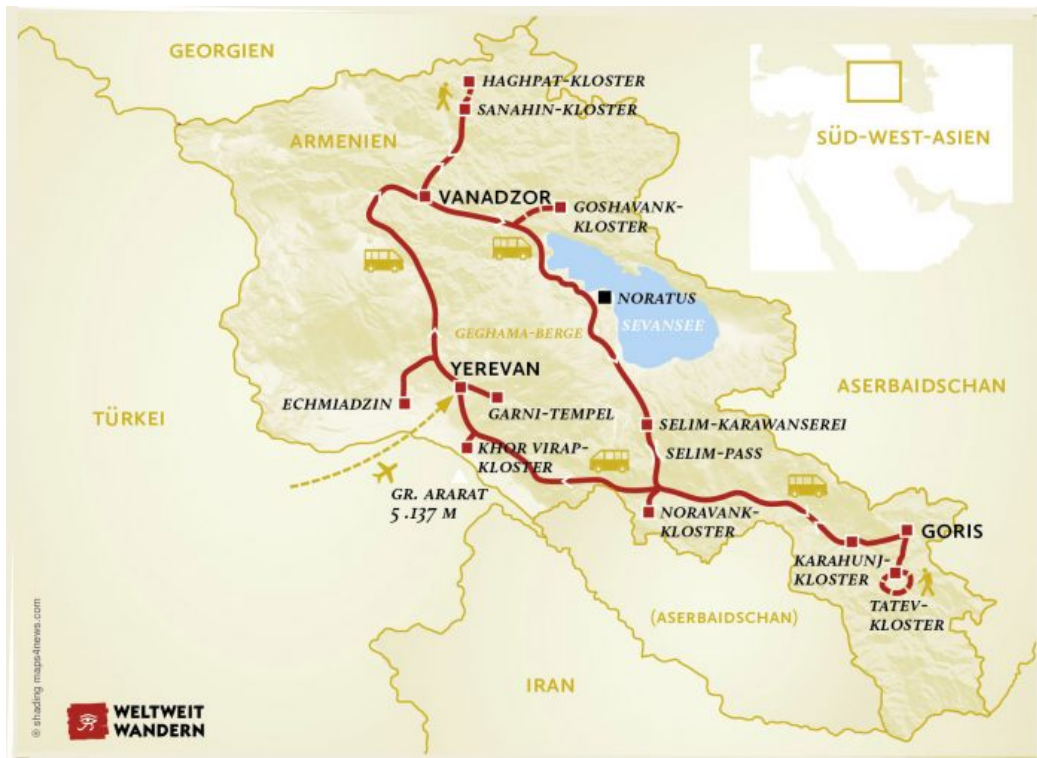 GEORGIEN
HAGHPAT-KLOSTER
SANAHIN-KLOSTER
ARMENIEN
SÜD-WEST-ASIEN
VANADZOR
GOSHAVANK-
KLOSTER
NORATUS
SEVANSEE
GEGHAMA-BERGE
YEREVAN
ASERBAIDSCHAN
ECHMIADZIN
GARNI-TEMPEL
TÜRKEI
SELIM-KARAWANSEREI
KHOR VIRAP-
KLOSTER
SELIM-PASS
GR. ARARAT
5.137 M
NORAVANK-
KLOSTER
GORIS
KARAHUNJ-
KLOSTER
TATEV-
KLOSTER
(ASERBAIDSCHAN)
IRAN
© shading maps4news.com
WELTWEIT
WANDERN